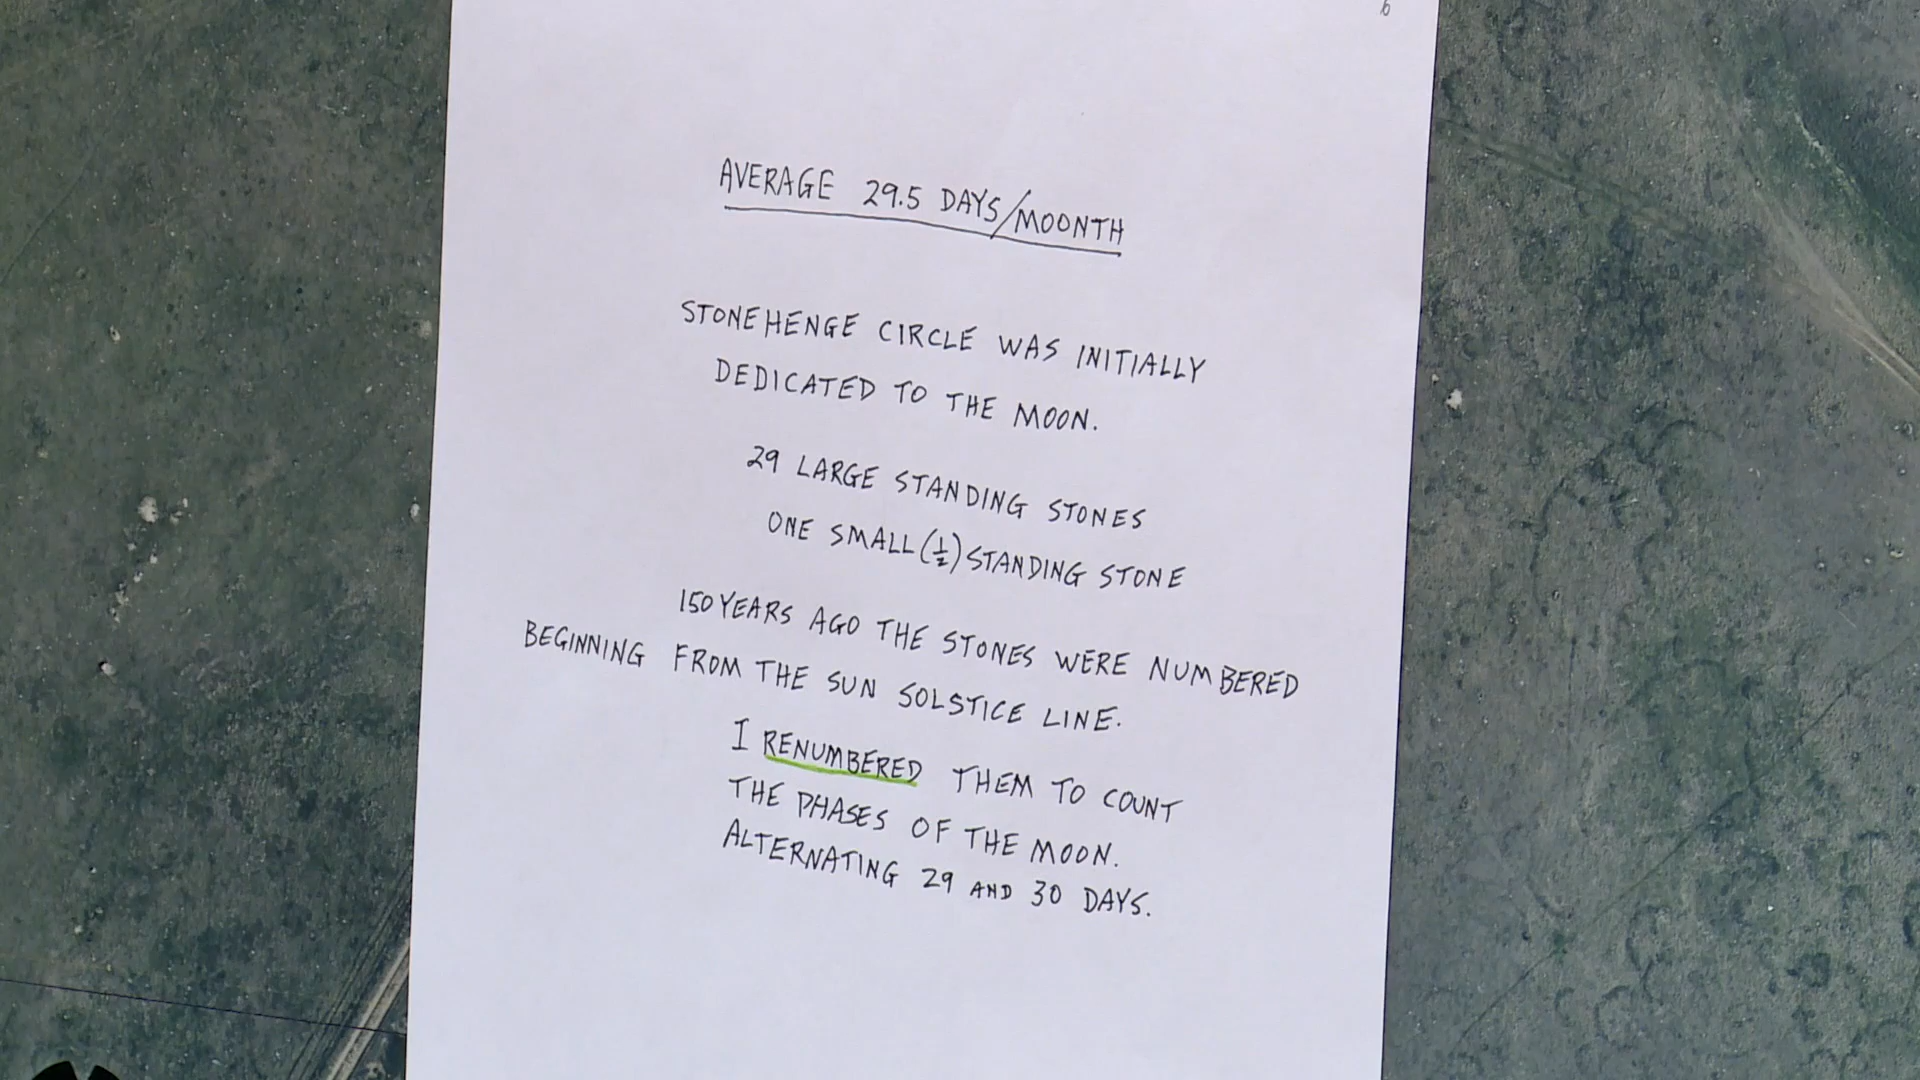 6
AVERAGE 29.5 DAYS/MOONTH
STONEHENGE CIRCLE WAS INITIALLY
DEDICATED TO THE MOON.
29 LARGE STANDING STONES
ONE SMALL (½) STANDING STONE
150 YEARS AGO THE STONES WERE NUMBERED
BEGINNING FROM THE SUN SOLSTICE LINE.
I RENUMBERED THEM TO COUNT
THE PHASES OF THE MOON.
ALTERNATING 29 AND 30 DAYS.